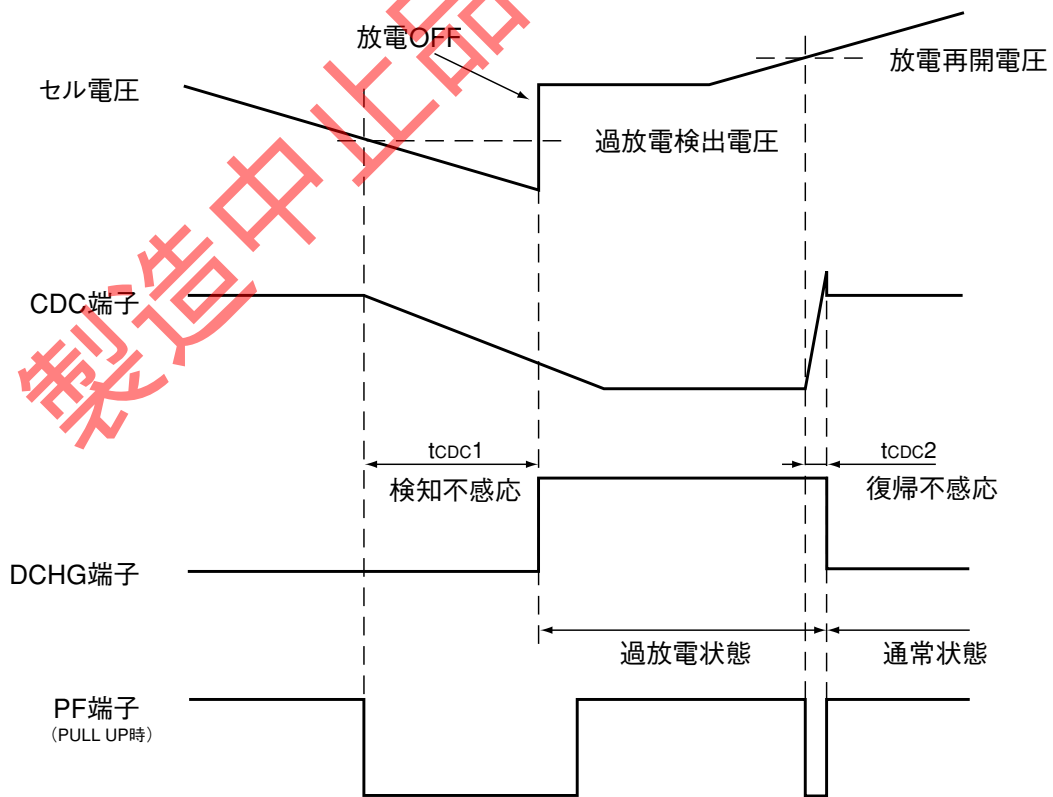 放電OFF
放電再開電圧
セル電圧
過放電検出電圧
CDC端子
tCDC1
tCDC2
検知不感応
復帰不感応
DCHG端子
過放電状態
通常状態
PF端子
（PULL UP時）
製造中止品